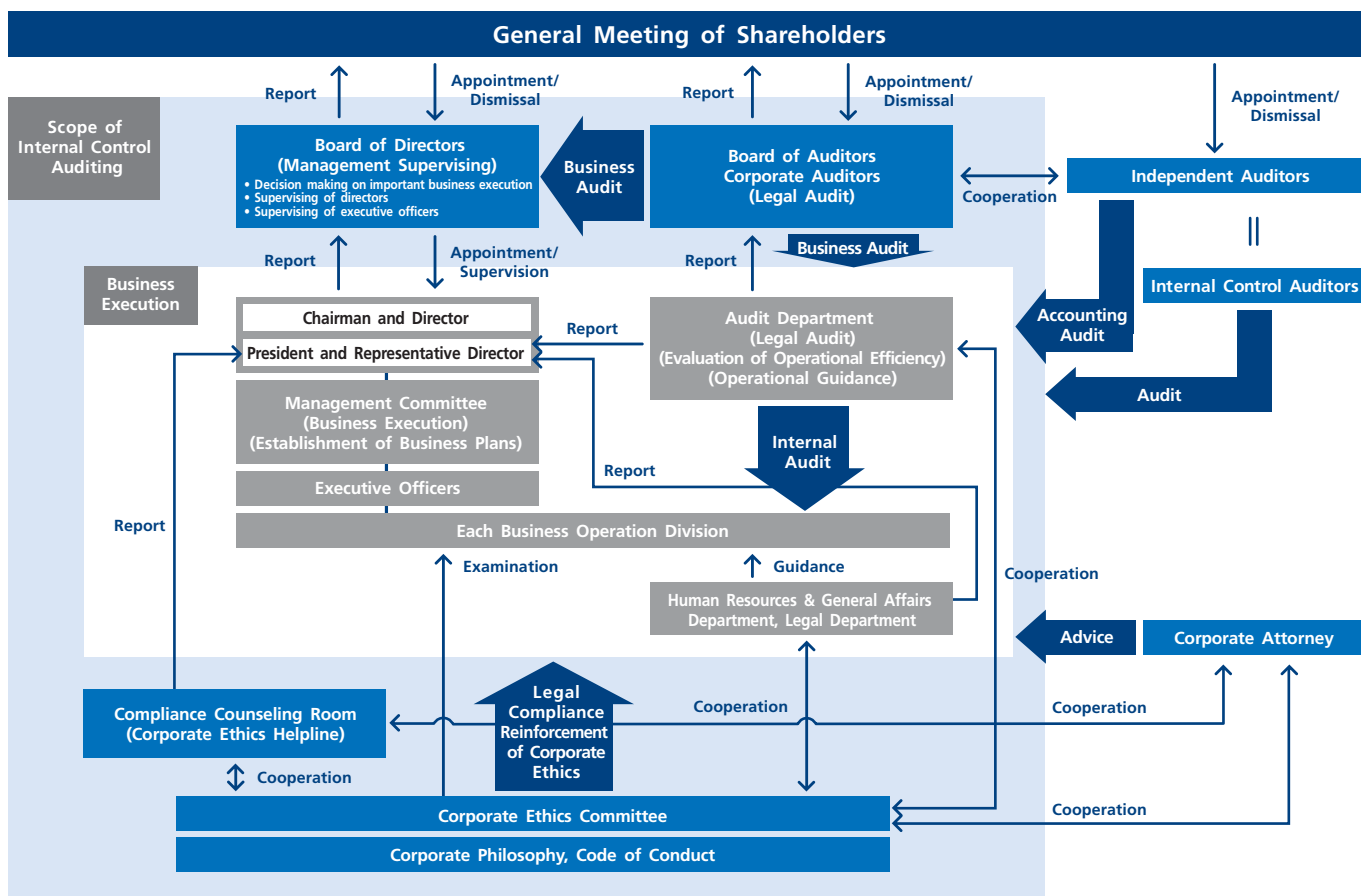 General Meeting of Shareholders
Report
Appointment/
Dismissal
Report
Appointment/
Dismissal
Appointment/
Dismissal
Scope of
Internal Control
Auditing
Board of Directors
(Management Supervising)
• Decision making on important business execution
• Supervising of directors
• Supervising of executive officers
Business
Audit
Board of Auditors
Corporate Auditors
(Legal Audit)
Cooperation
Independent Auditors
Report
Appointment/
Supervision
Report
Business Audit
Business
Execution
Internal Control Auditors
Chairman and Director
President and Representative Director
Report
Audit Department
(Legal Audit)
(Evaluation of Operational Efficiency)
(Operational Guidance)
Accounting
Audit
Audit
Management Committee
(Business Execution)
(Establishment of Business Plans)
Internal
Audit
Report
Executive Officers
Report
Each Business Operation Division
Examination
Guidance
Cooperation
Human Resources & General Affairs
Department, Legal Department
Advice
Corporate Attorney
Compliance Counseling Room
(Corporate Ethics Helpline)
Legal
Compliance
Reinforcement
of Corporate
Ethics
Cooperation
Cooperation
Cooperation
Corporate Ethics Committee
Cooperation
Corporate Philosophy, Code of Conduct